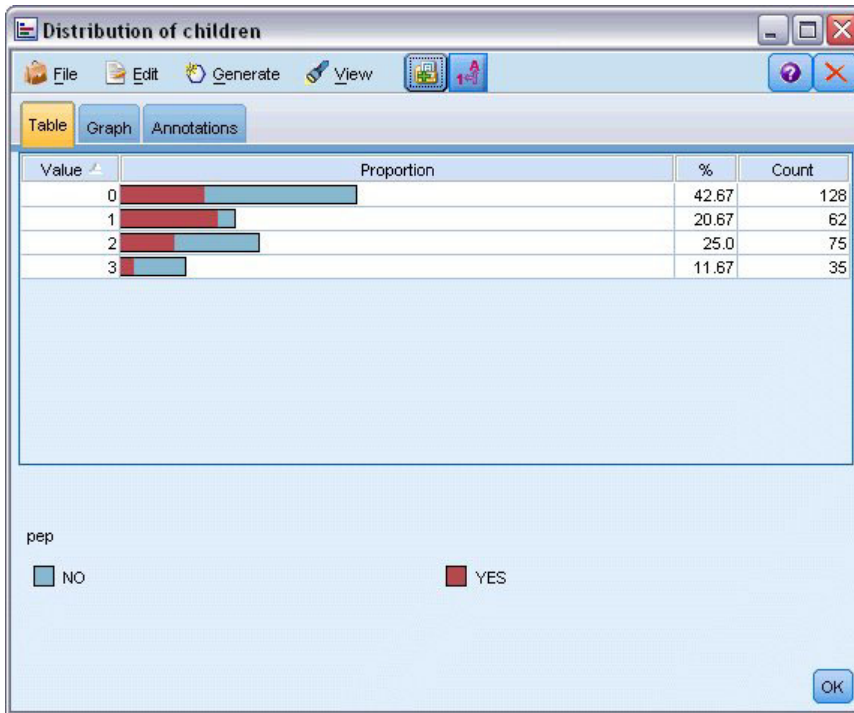 Distribution of children
File Edit Generate View
Table Graph Annotations
Value Proportion % Count
0 42.67 128
1 20.67 62
2 25.0 75
3 11.67 35
pep
NO YES
OK